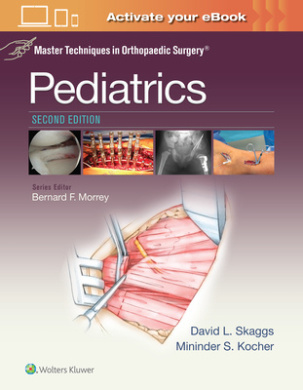 Activate your eBook
Master Techniques in Orthopaedic Surgery®
Pediatrics
SECOND EDITION
Series Editor
Bernard F. Morrey
David L. Skaggs
Mininder S. Kocher
Wolters Kluwer